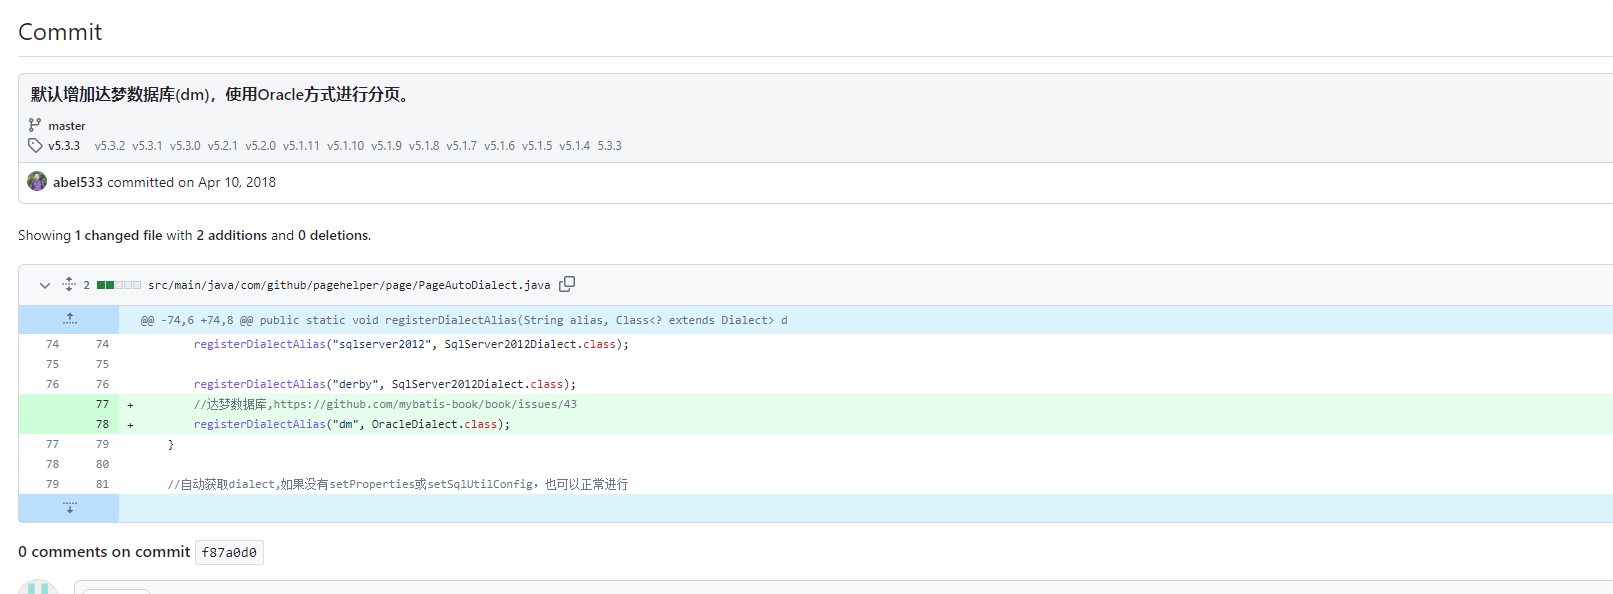 Commit
默认增加达梦数据库(dm)，使用Oracle方式进行分页。
master
v5.3.3 v5.3.2 v5.3.1 v5.3.0 v5.2.1 v5.2.0 v5.1.11 v5.1.10 v5.1.9 v5.1.8 v5.1.7 v5.1.6 v5.1.5 v5.1.4 5.3.3
abel533 committed on Apr 10, 2018
Showing 1 changed file with 2 additions and 0 deletions.
2 src/main/java/com/github/pagehelper/page/PageAutoDialect.java
@@ -74,6 +74,8 @@ public static void registerDialectAlias(String alias, Class<? extends Dialect> d
74 74 registerDialectAlias("sqlserver2012", SqlServer2012Dialect.class);
75 75
76 76 registerDialectAlias("derby", SqlServer2012Dialect.class);
77 + //达梦数据库,https://github.com/mybatis-book/book/issues/43
78 + registerDialectAlias("dm", OracleDialect.class);
77 79 }
78 80
79 81 //自动获取dialect,如果没有setProperties或setSqlUtilConfig，也可以正常进行
0 comments on commit f87a0d0